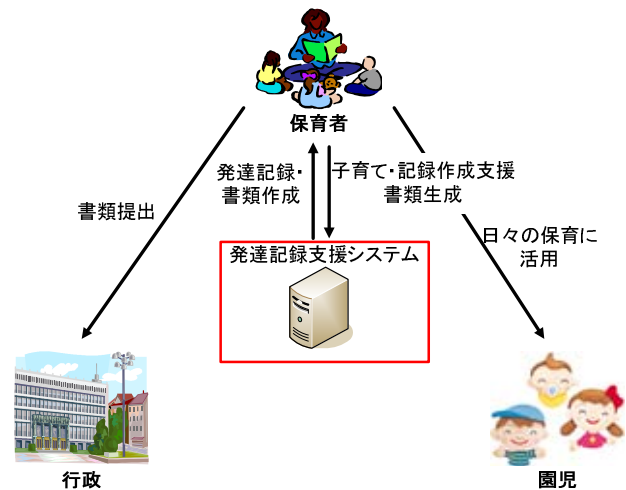 保育者
発達記録・
書類作成
子育て・記録作成支援
書類生成
書類提出
日々の保育に
活用
発達記録支援システム
行政
園児